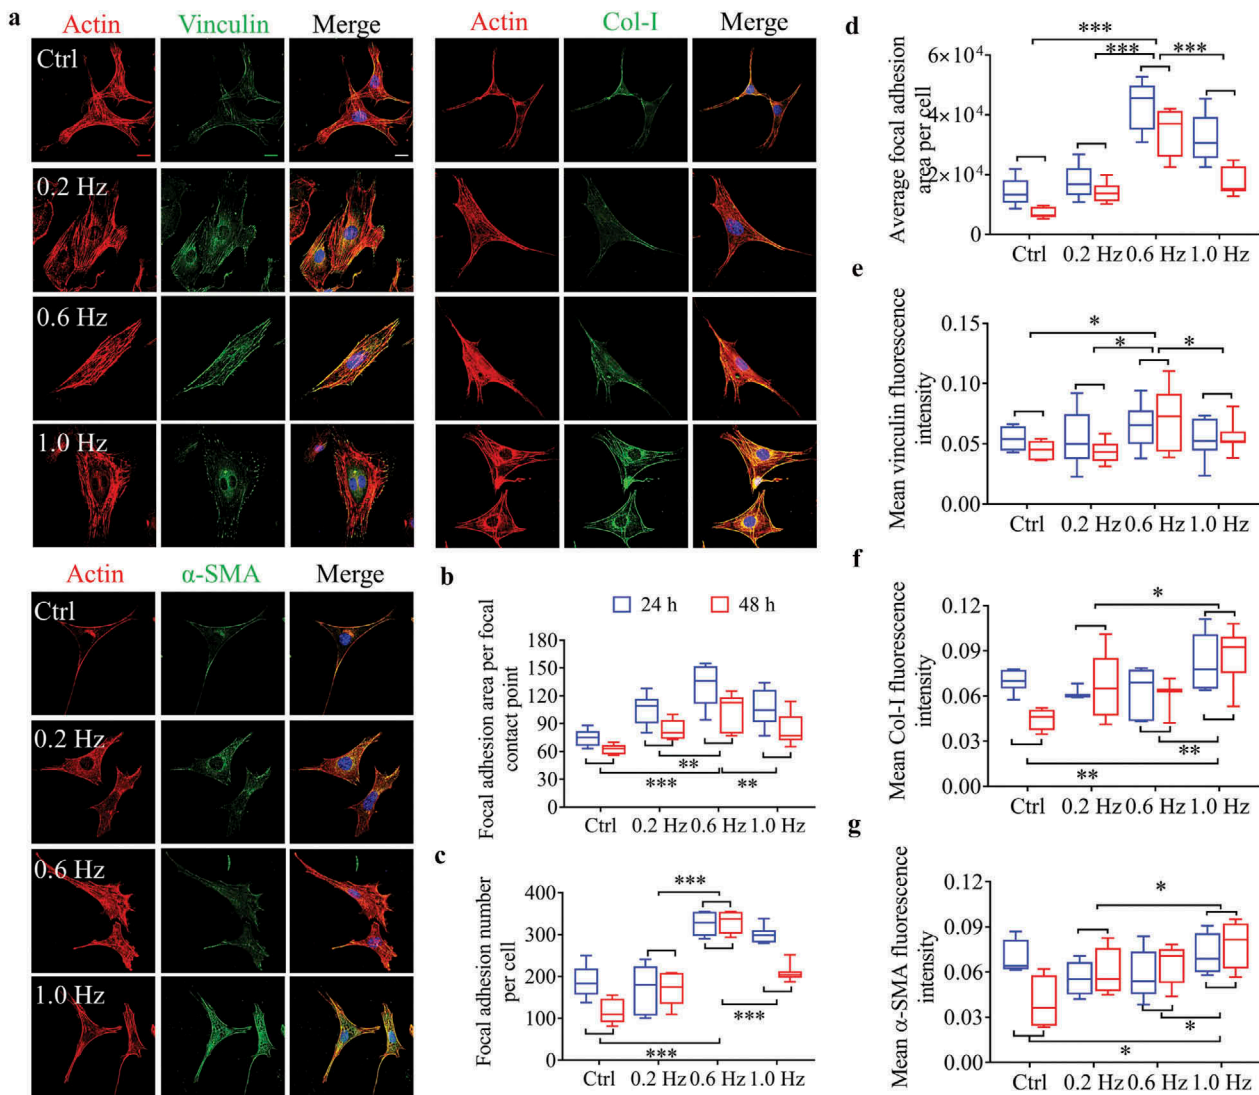 a
Actin Vinculin Merge
Ctrl
0.2 Hz
0.6 Hz
1.0 Hz
Actin Col-I Merge
Actin α-SMA Merge
Ctrl
0.2 Hz
0.6 Hz
1.0 Hz
b
24 h 48 h
Focal adhesion area per focal
contact point
180
150
120
90
60
30
** *** **
Ctrl 0.2 Hz 0.6 Hz 1.0 Hz
c
Focal adhesion number
per cell
400
300
200
100
0
*** *** ***
Ctrl 0.2 Hz 0.6 Hz 1.0 Hz
d
Average focal adhesion
area per cell
6×10⁴
4×10⁴
2×10⁴
0
*** *** ***
Ctrl 0.2 Hz 0.6 Hz 1.0 Hz
e
Mean vinculin fluorescence
intensity
0.15
0.10
0.05
0.00
* * *
Ctrl 0.2 Hz 0.6 Hz 1.0 Hz
f
Mean Col-I fluorescence
intensity
0.12
0.09
0.06
0.03
0.00
* ** **
Ctrl 0.2 Hz 0.6 Hz 1.0 Hz
g
Mean α-SMA fluorescence
intensity
0.12
0.09
0.06
0.03
0.00
* * *
Ctrl 0.2 Hz 0.6 Hz 1.0 Hz